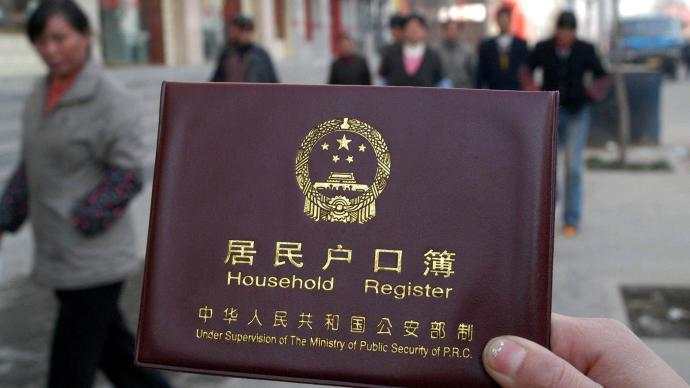 居民户口簿
Household Register
中华人民共和国公安部制
Under Supervision of The Ministry of Public Security of P.R.C.